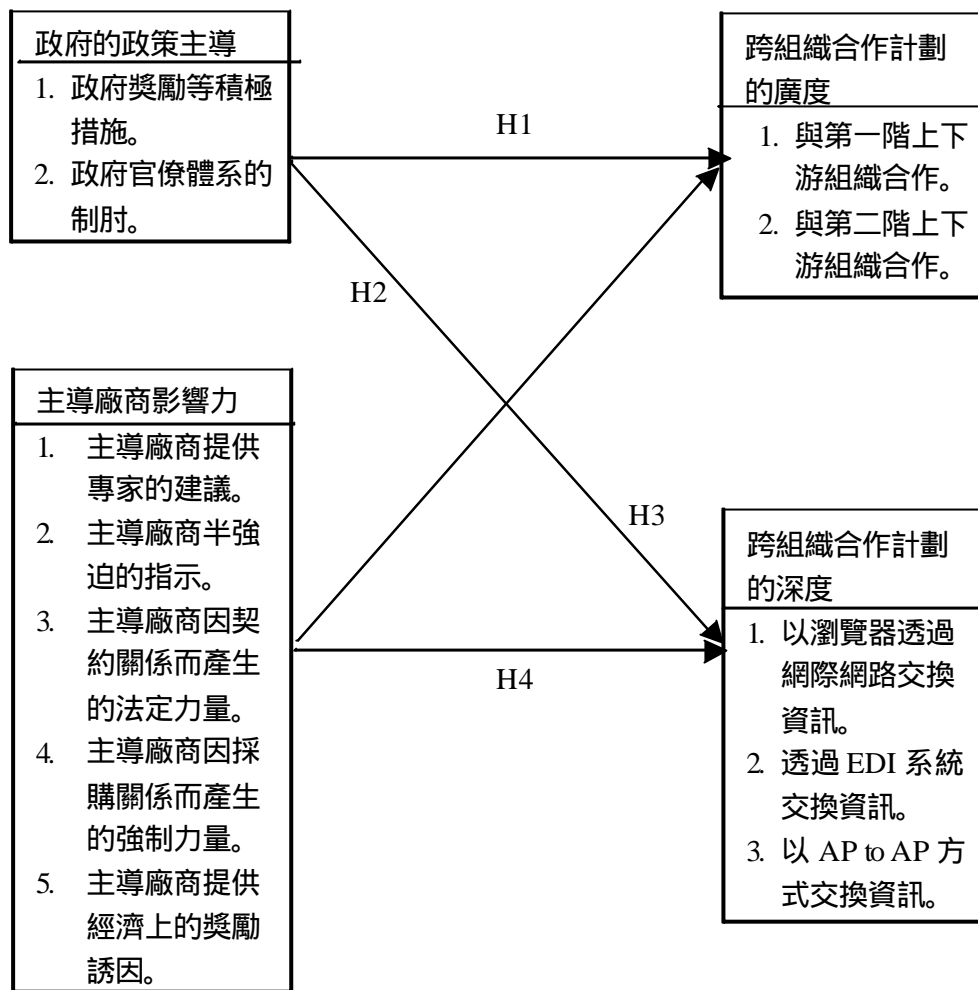 政府的政策主導
1. 政府獎勵等積極
措施。
2. 政府官僚體系的
制肘。
H1
跨組織合作計劃
的廣度
1. 與第一階上下
游組織合作。
2. 與第二階上下
游組織合作。
H2
主導廠商影響力
1. 主導廠商提供
專家的建議。
2. 主導廠商半強
迫的指示。
3. 主導廠商因契
約關係而產生
的法定力量。
4. 主導廠商因採
購關係而產生
的強制力量。
5. 主導廠商提供
經濟上的獎勵
誘因。
H3
H4
跨組織合作計劃
的深度
1. 以瀏覽器透過
網際網路交換
資訊。
2. 透過 EDI 系統
交換資訊。
3. 以 AP to AP 方
式交換資訊。